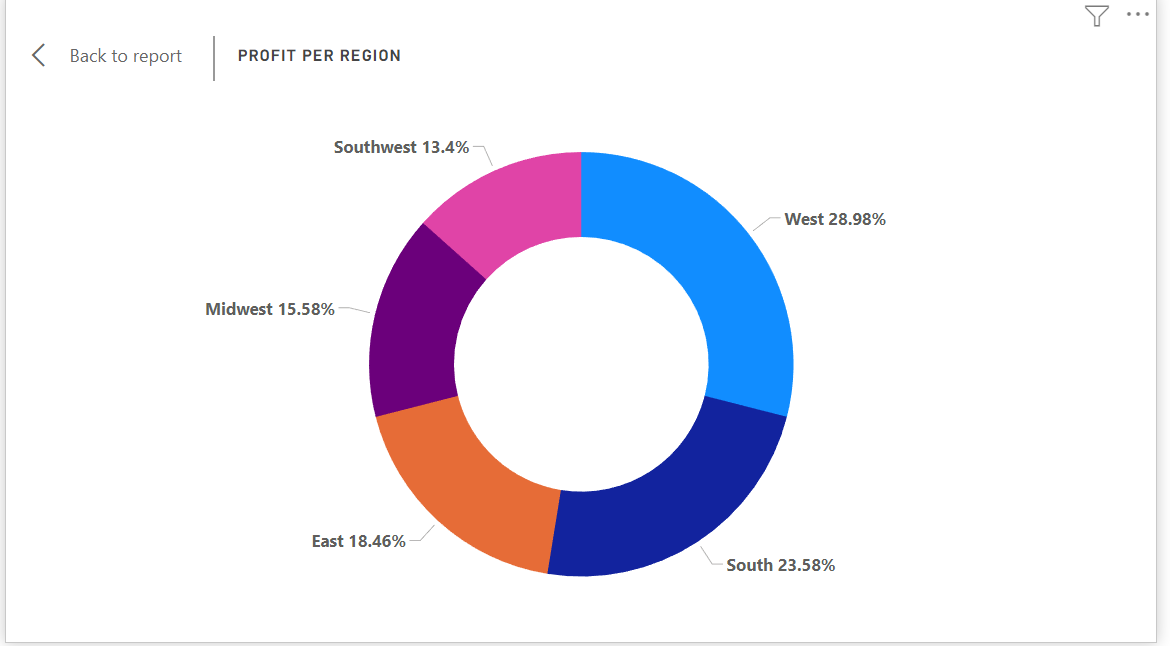 Back to report
PROFIT PER REGION
Southwest 13.4%
West 28.98%
Midwest 15.58%
East 18.46%
South 23.58%